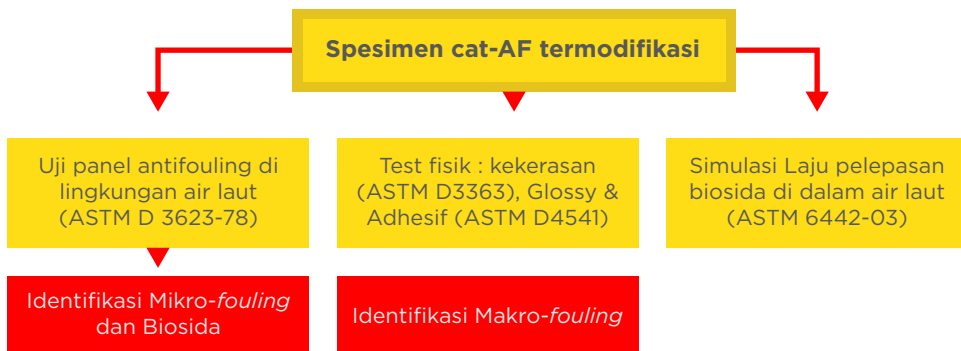 Spesimen cat-AF termodifikasi
Uji panel antifouling di
lingkungan air laut
(ASTM D 3623-78)
Test fisik : kekerasan
(ASTM D3363), Glossy &
Adhesif (ASTM D4541)
Simulasi Laju pelepasan
biosida di dalam air laut
(ASTM 6442-03)
Identifikasi Mikro-fouling
dan Biosida
Identifikasi Makro-fouling